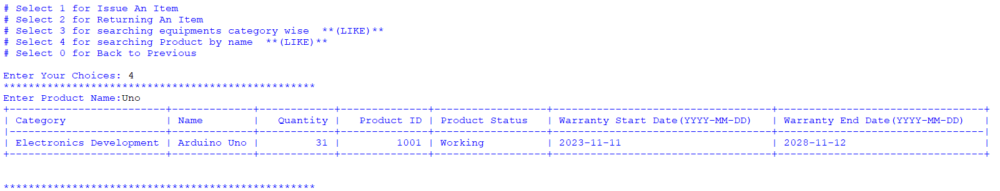 # Select 1 for Issue An Item
# Select 2 for Returning An Item
# Select 3 for searching equipments category wise  **(LIKE)**
# Select 4 for searching Product by name  **(LIKE)**
# Select 0 for Back to Previous
Enter Your Choices: 4
**************************************************
Enter Product Name:Uno
+-------------------------+-------------+------------+--------------+------------------+-----------------------------------+---------------------------------+
| Category                | Name        |   Quantity |   Product ID | Product Status   | Warranty Start Date(YYYY-MM-DD)   | Warranty End Date(YYYY-MM-DD)   |
|-------------------------+-------------+------------+--------------+------------------+-----------------------------------+---------------------------------|
| Electronics Development | Arduino Uno |         31 |         1001 | Working          | 2023-11-11                        | 2028-11-12                      |
+-------------------------+-------------+------------+--------------+------------------+-----------------------------------+---------------------------------+
**************************************************